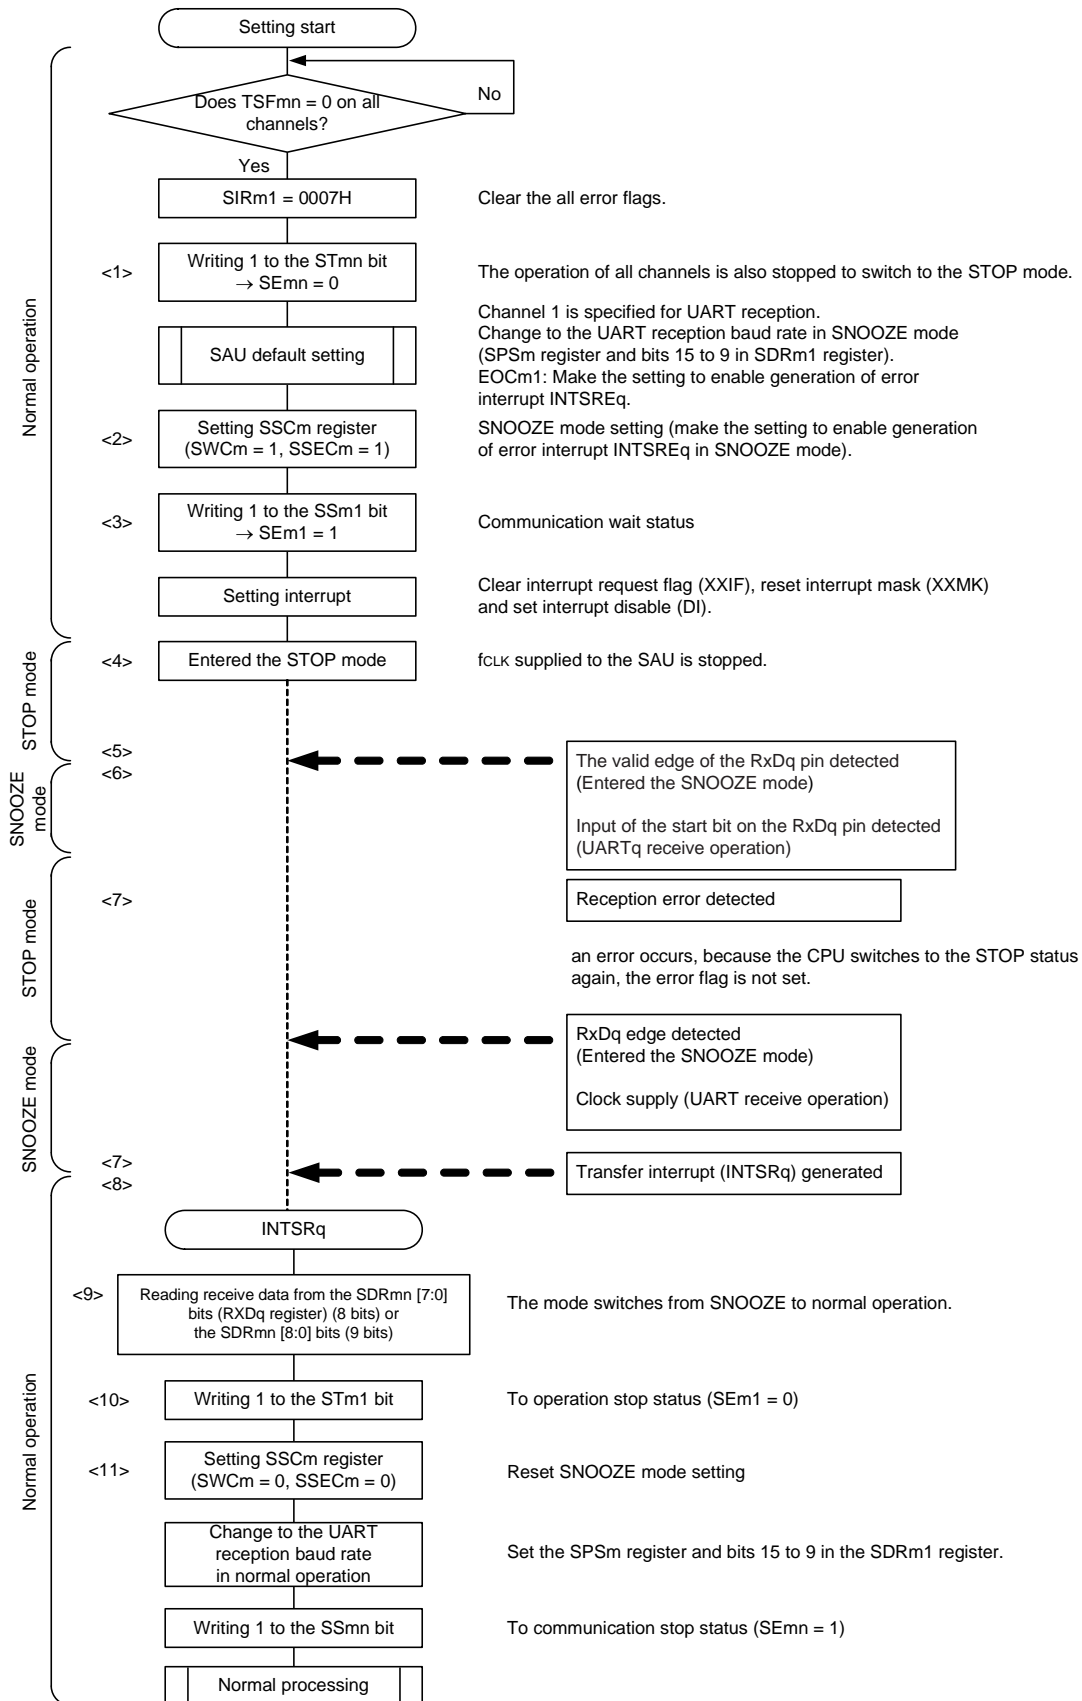 Setting start
Does TSFmn = 0 on all
channels?
No
Yes
SIRm1 = 0007H
Clear the all error flags.
<1>
Writing 1 to the STmn bit
→ SEmn = 0
The operation of all channels is also stopped to switch to the STOP mode.
SAU default setting
Channel 1 is specified for UART reception.
Change to the UART reception baud rate in SNOOZE mode
(SPSm register and bits 15 to 9 in SDRm1 register).
EOCm1: Make the setting to enable generation of error
interrupt INTSREq.
Normal operation
<2>
Setting SSCm register
(SWCm = 1, SSECm = 1)
SNOOZE mode setting (make the setting to enable generation
of error interrupt INTSREq in SNOOZE mode).
<3>
Writing 1 to the SSm1 bit
→ SEm1 = 1
Communication wait status
Setting interrupt
Clear interrupt request flag (XXIF), reset interrupt mask (XXMK)
and set interrupt disable (DI).
STOP mode
<4>
Entered the STOP mode
fCLK supplied to the SAU is stopped.
<5>
<6>
The valid edge of the RxDq pin detected
(Entered the SNOOZE mode)
Input of the start bit on the RxDq pin detected
(UARTq receive operation)
SNOOZE
mode
<7>
Reception error detected
STOP mode
an error occurs, because the CPU switches to the STOP status
again, the error flag is not set.
RxDq edge detected
(Entered the SNOOZE mode)
Clock supply (UART receive operation)
SNOOZE mode
<7>
<8>
Transfer interrupt (INTSRq) generated
INTSRq
<9>
Reading receive data from the SDRmn [7:0]
bits (RXDq register) (8 bits) or
the SDRmn [8:0] bits (9 bits)
The mode switches from SNOOZE to normal operation.
<10>
Writing 1 to the STm1 bit
To operation stop status (SEm1 = 0)
Normal operation
<11>
Setting SSCm register
(SWCm = 0, SSECm = 0)
Reset SNOOZE mode setting
Change to the UART
reception baud rate
in normal operation
Set the SPSm register and bits 15 to 9 in the SDRm1 register.
Writing 1 to the SSmn bit
To communication stop status (SEmn = 1)
Normal processing